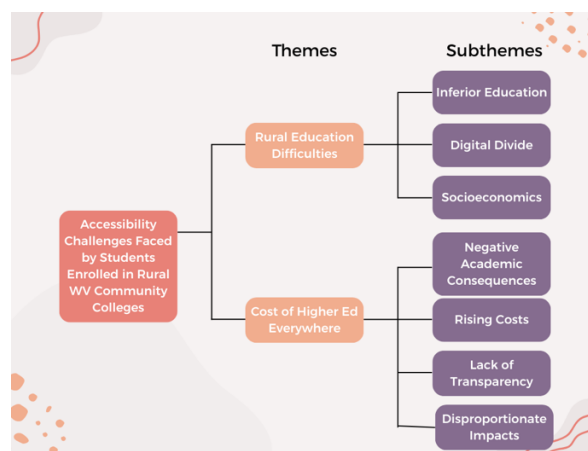 Themes
Subthemes
Accessibility
Challenges Faced
by Students
Enrolled in Rural
WV Community
Colleges
Rural Education
Difficulties
Inferior Education
Digital Divide
Socioeconomics
Cost of Higher Ed
Everywhere
Negative
Academic
Consequences
Rising Costs
Lack of
Transparency
Disproportionate
Impacts